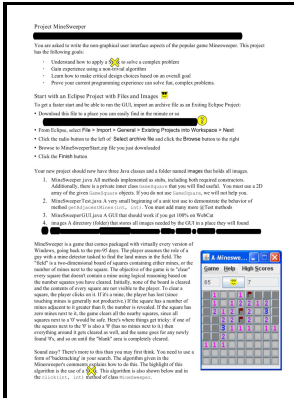 Project MineSweeper
You are asked to write the non-graphical user interface aspects of the popular game Minesweeper. This project
has the following goals:
- Understand how to apply a to solve a complex problem
- Gain experience using a non-trivial algorithm
- Learn how to make critical design choices based on an overall goal
- Prove your current programming experience can solve fun, complex problems.
Start with an Eclipse Project with Files and Images
To get a faster start and be able to run the GUI, import an archive file as an Exiting Eclipse Project:
• Download this file to a place you can easily find in the minute or so
• From Eclipse, select File > Import > General > Existing Projects into Workspace > Next
• Click the radio button to the left of Select archive file and click the Browse button to the right
• Browse to MineSweeperStart.zip file you just downloaded
• Click the Finish button
Your new project should now have three Java classes and a folder named images that holds all images.
1. MineSweeper.java All methods implemented as stubs, including both required constructors.
Additionally, there is a private inner class GameSquare that you will find useful. You must use a 2D
array of the given GameSquare objects. If you do not use GameSquare, we will not help you.
2. MineSweeperTest.java A very small beginning of a unit test use to demonstrate the behavior of
method getAdjacentMines(int, int). You must add many more @Test methods
3. MinesweeperGUI.java A GUI that should work if you get 100% on WebCat
4. images A directory (folder) that stores all images needed by the GUI in a place they will found
Minesweeper is a game that comes packaged with virtually every version of
Windows, going back to the pre-95 days. The player assumes the role of a
guy with a mine detector tasked to find the land mines in the field. The
"field" is a two-dimensional board of squares containing either mines, or the
number of mines next to the square. The objective of the game is to "clear"
every square that doesn't contain a mine using logical reasoning based on
the number squares you have cleared. Initially, none of the board is cleared
and the contents of every square are not visible to the player. To clear a
square, the player clicks on it. If it's a mine, the player has lost (since
touching mines is generally not productive.) If the square has a number of
mines adjacent to it greater than 0, the number is revealed. If the square has
zero mines next to it, the game clears all the nearby squares, since all
squares next to a '0' would be safe. Here's where things get tricky: if one of
the squares next to the '0' is also a '0' (has no mines next to it,) then
everything around it gets cleared as well, and the same goes for any newly
found '0's, and so on until the "blank" area is completely cleared.
Sound easy? There's more to this than you may first think. You need to use a
form of 'backtracking' in your search. The algorithm given in the
Minesweeper's comments explains how to do this. The highlight of this
algorithm is the use of a. This algorithm is also shown below and in
the click(int, int) method of class MineSweeper.
A Mineswe...
Game Help High Scores
65 7